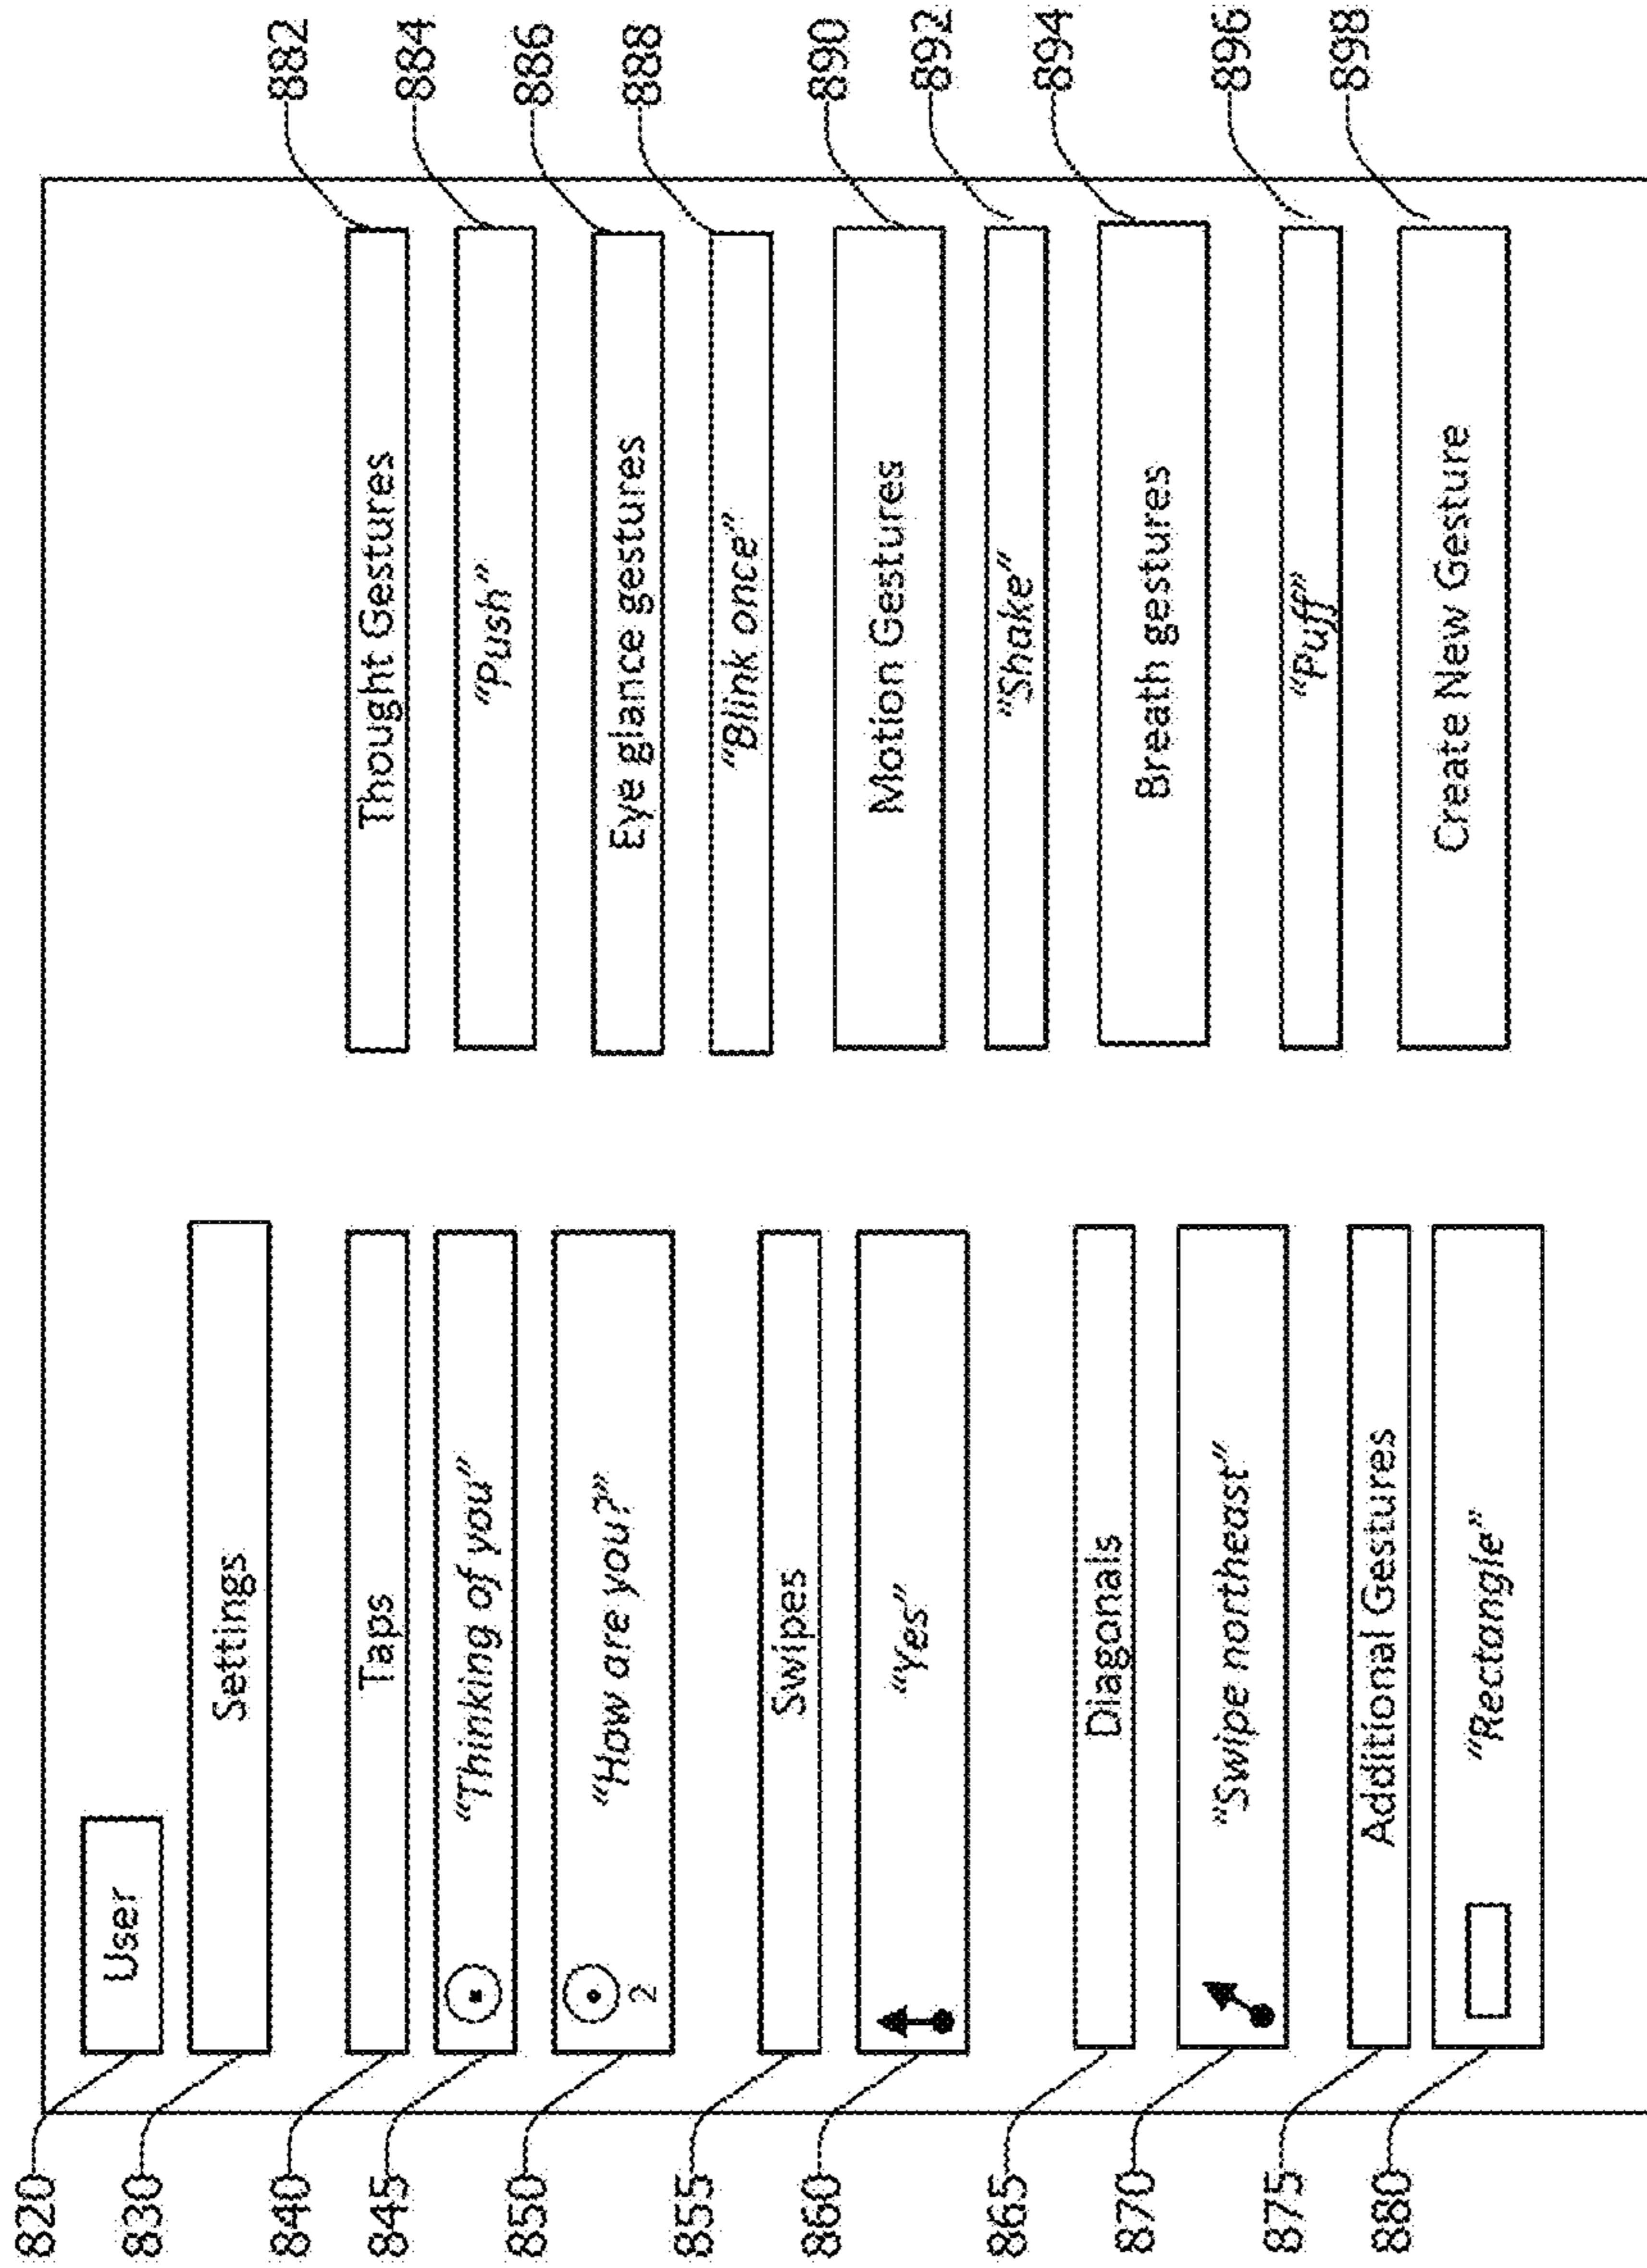 820
User
830
Settings
840
Taps
845
“Thinking of you”
850
“How are you?”
2
855
Swipes
860
“Yes”
865
Diagonals
870
“Swipe northeast”
875
Additional Gestures
880
“Rectangle”
882
Thought Gestures
884
“Push”
886
Eye glance gestures
888
“Blink once”
890
Motion Gestures
892
“Shake”
894
Breath gestures
896
“Puff”
898
Create New Gesture